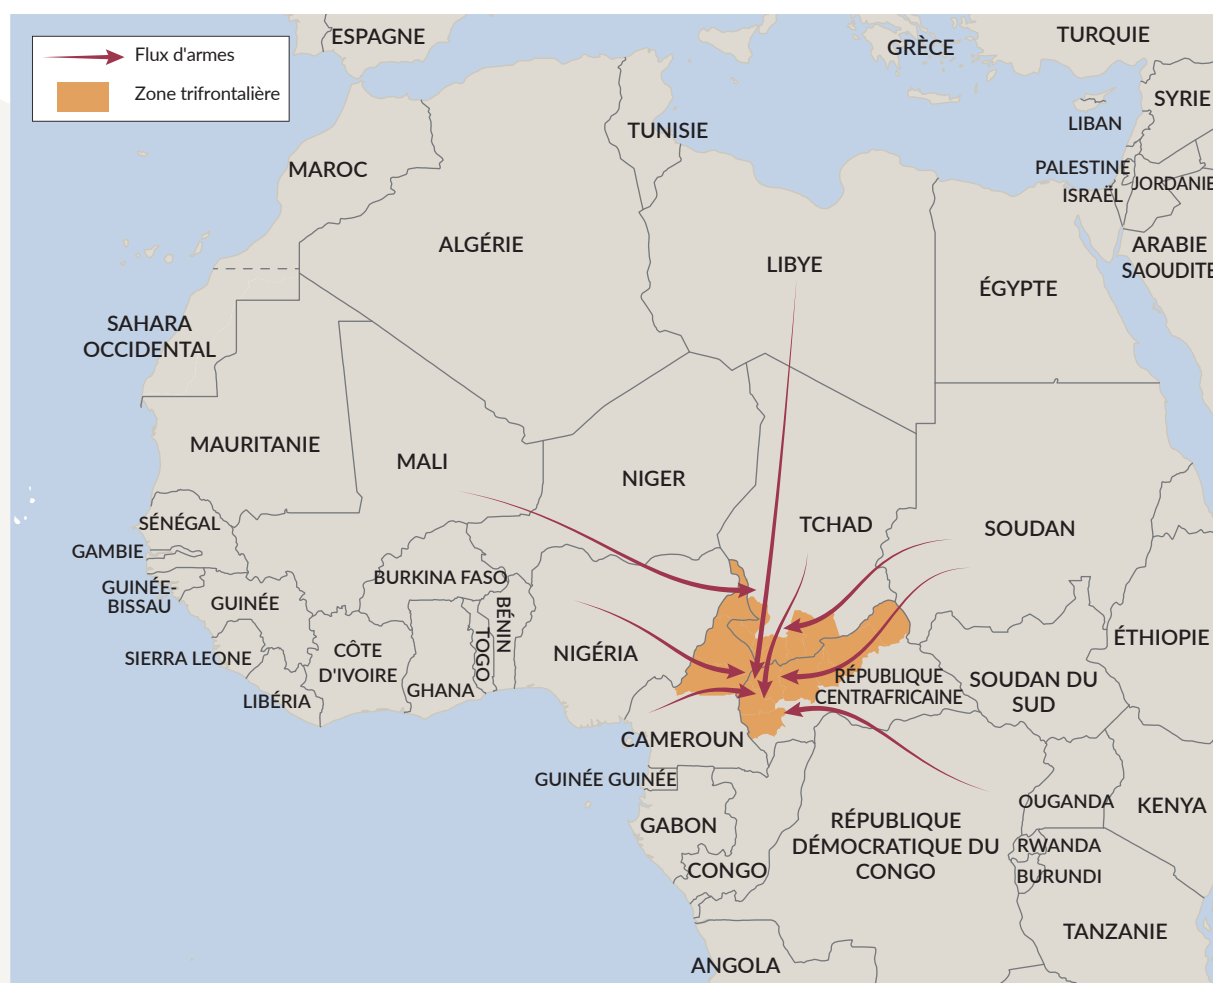 Flux d'armes
Zone trifrontalière
ESPAGNE
GRÈCE
TURQUIE
SYRIE
LIBAN
TUNISIE
PALESTINE
ISRAËL
JORDANIE
MAROC
ALGÉRIE
LIBYE
ÉGYPTE
ARABIE
SAOUDITE
SAHARA
OCCIDENTAL
MAURITANIE
MALI
NIGER
TCHAD
SOUDAN
SÉNÉGAL
GAMBIE
GUINÉE-
BISSAU
GUINÉE
BURKINA FASO
BÉNIN
TOGO
SIERRA LEONE
LIBÉRIA
CÔTE
D'IVOIRE
GHANA
NIGÉRIA
ÉTHIOPIE
RÉPUBLIQUE
CENTRAFRICAINE
SOUDAN DU
SUD
CAMEROUN
GUINÉE GUINÉE
GABON
CONGO
RÉPUBLIQUE
DÉMOCRATIQUE DU
CONGO
OUGANDA
KENYA
RWANDA
BURUNDI
TANZANIE
ANGOLA